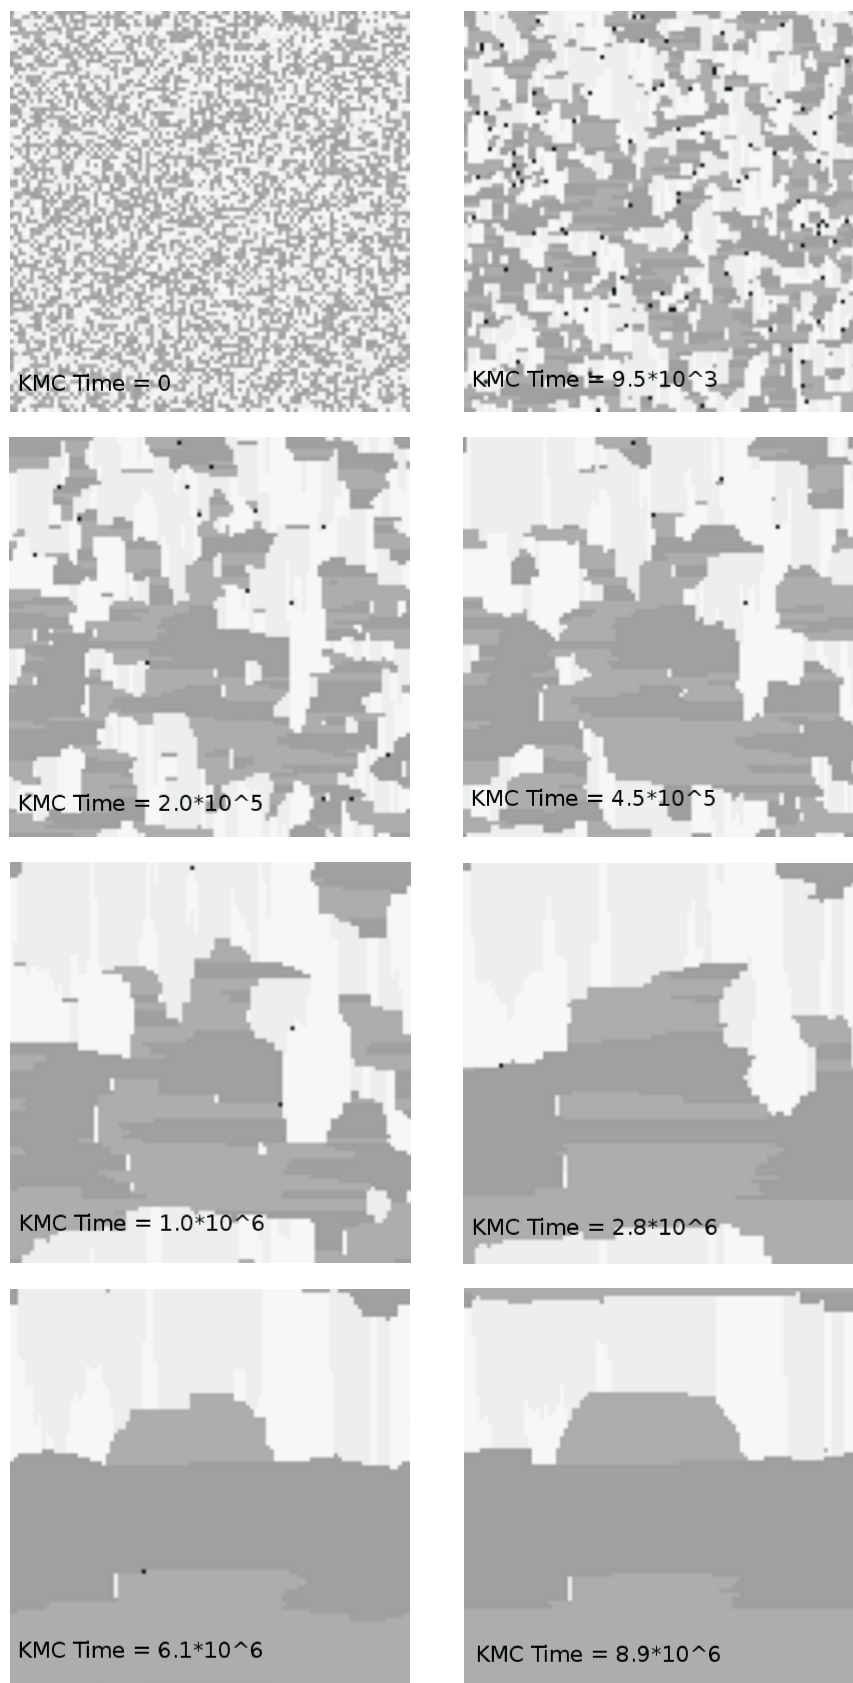 KMC Time = 0
KMC Time = 9.5*10^3
KMC Time = 2.0*10^5
KMC Time = 4.5*10^5
KMC Time = 1.0*10^6
KMC Time = 2.8*10^6
KMC Time = 6.1*10^6
KMC Time = 8.9*10^6